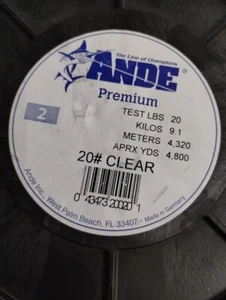 The Line of Champions
ANDE
Premium
2
TEST LBS 20
KILOS 9.1
METERS 4,320
APRX YDS 4,800
20# CLEAR
0 43473 20020 1
Ande Inc., West Palm Beach, FL 33407 - Made in Germany